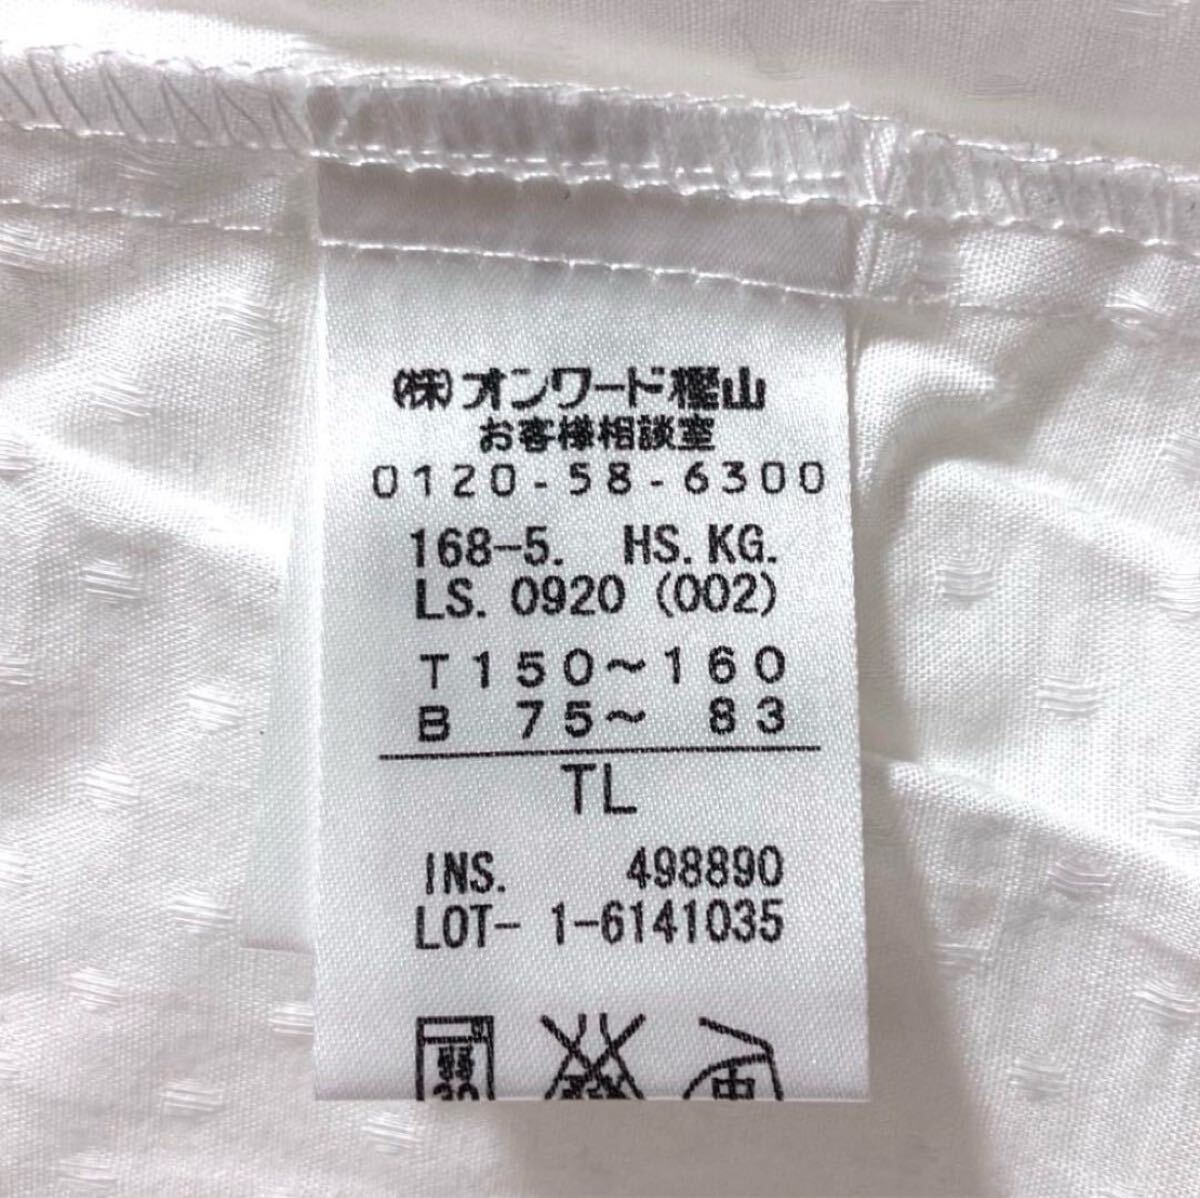 ㈱オンワード樫山
お客様相談室
0120-58-6300
168-5. HS. KG.
LS. 0920 (002)
T150〜160
B 75〜 83
TL
INS. 498890
LOT- 1-6141035
中